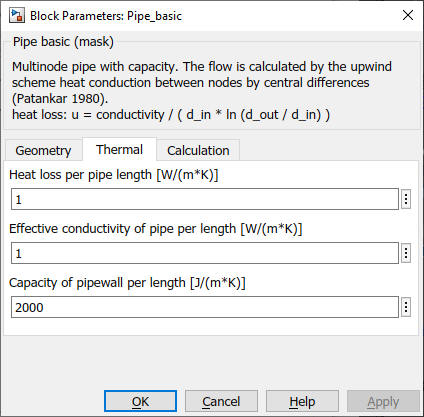 Block Parameters: Pipe_basic
Pipe basic (mask)
Multinode pipe with capacity. The flow is calculated by the upwind
scheme heat conduction between nodes by central differences
(Patankar 1980).
heat loss: u = conductivity / ( d_in * ln (d_out / d_in) )
Geometry Thermal Calculation
Heat loss per pipe length [W/(m*K)]
1
Effective conductivity of pipe per length [W/(m*K)]
1
Capacity of pipewall per length [J/(m*K)]
2000
OK Cancel Help Apply